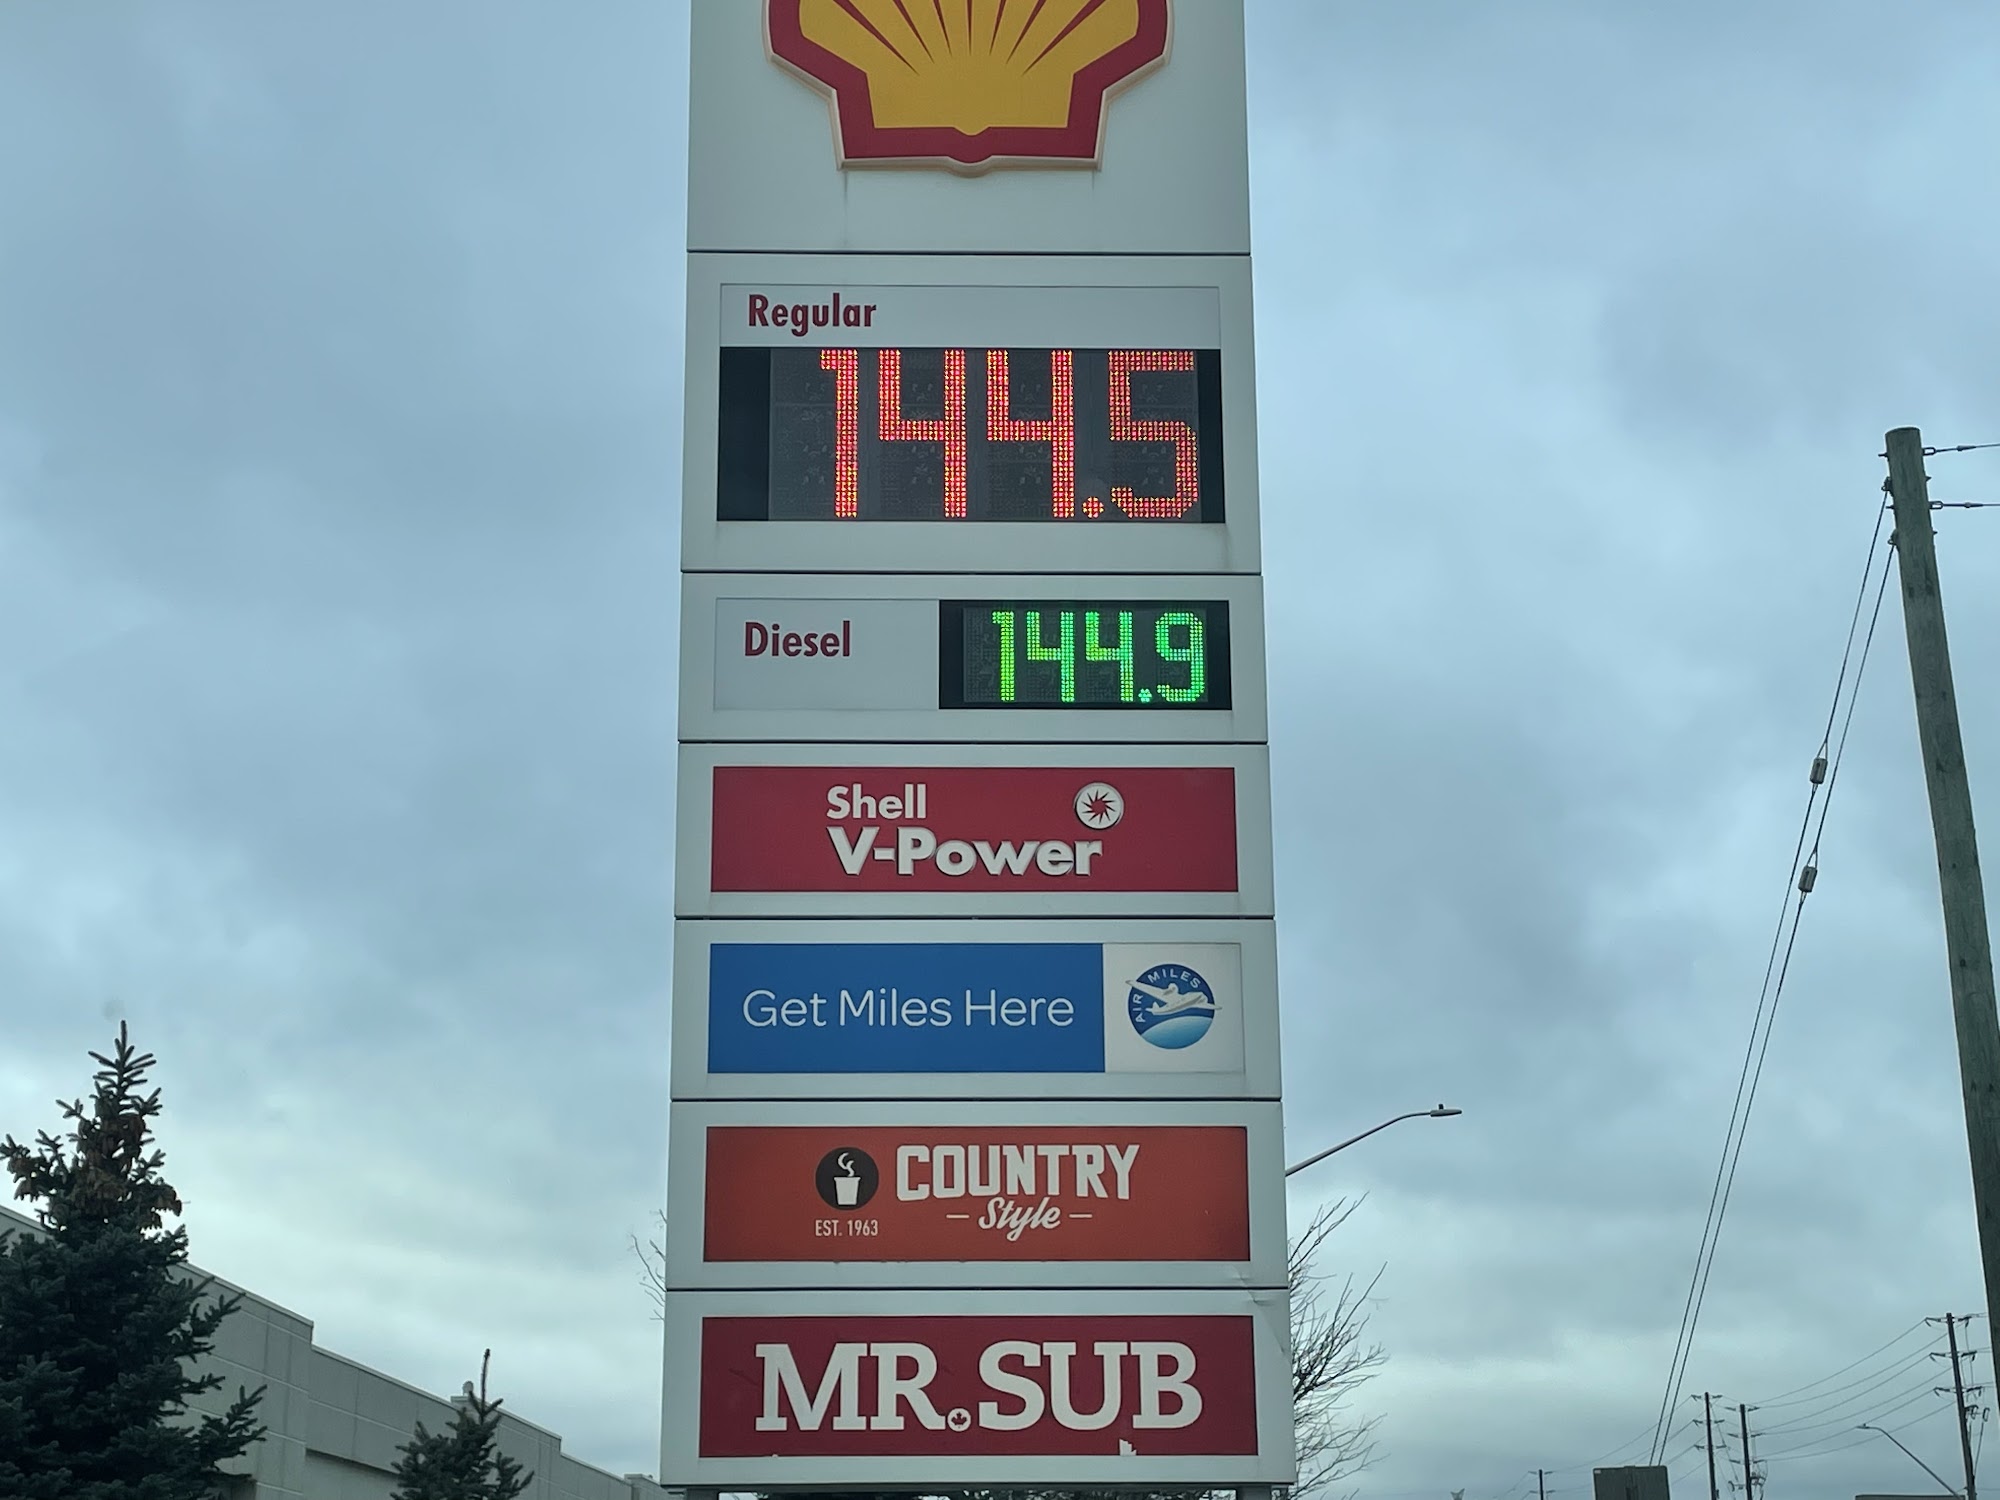 Regular
144.5
Diesel
144.9
Shell
V-Power
Get Miles Here
AIR MILES
COUNTRY
Style
EST. 1963
MR.SUB